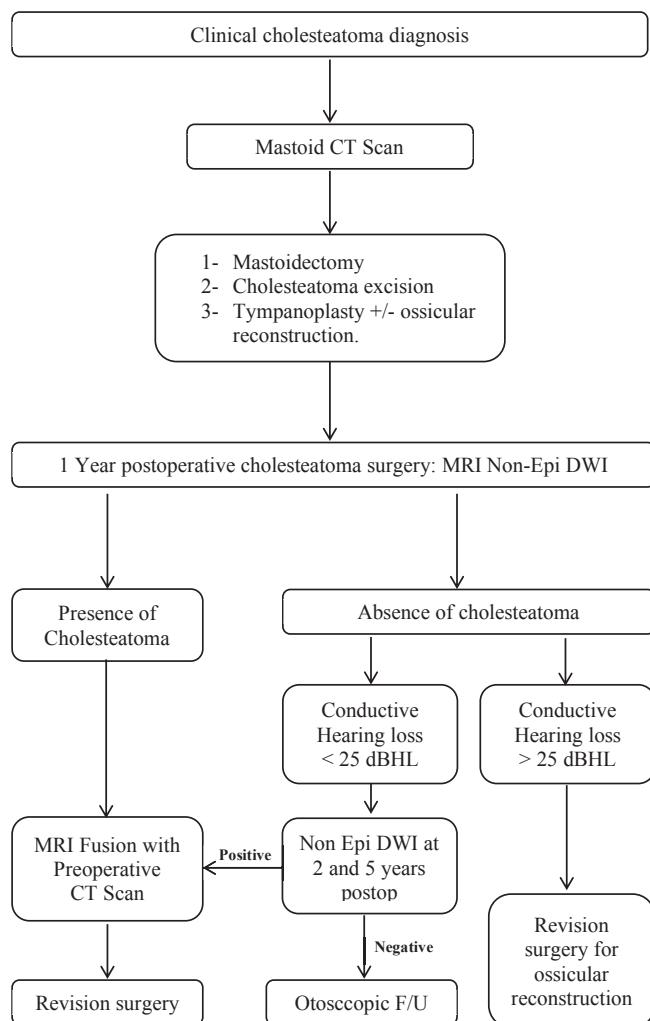 Clinical cholesteatoma diagnosis
Mastoid CT Scan
1- Mastoidectomy
2- Cholesteatoma excision
3- Tympanoplasty +/- ossicular
reconstruction.
1 Year postoperative cholesteatoma surgery: MRI Non-Epi DWI
Presence of
Cholesteatoma
Absence of cholesteatoma
Conductive
Hearing loss
< 25 dBHL
Conductive
Hearing loss
> 25 dBHL
MRI Fusion with
Preoperative
CT Scan
Positive
Non Epi DWI at
2 and 5 years
postop
Negative
Revision
surgery for
ossicular
reconstruction
Revision surgery
Otosccopic F/U